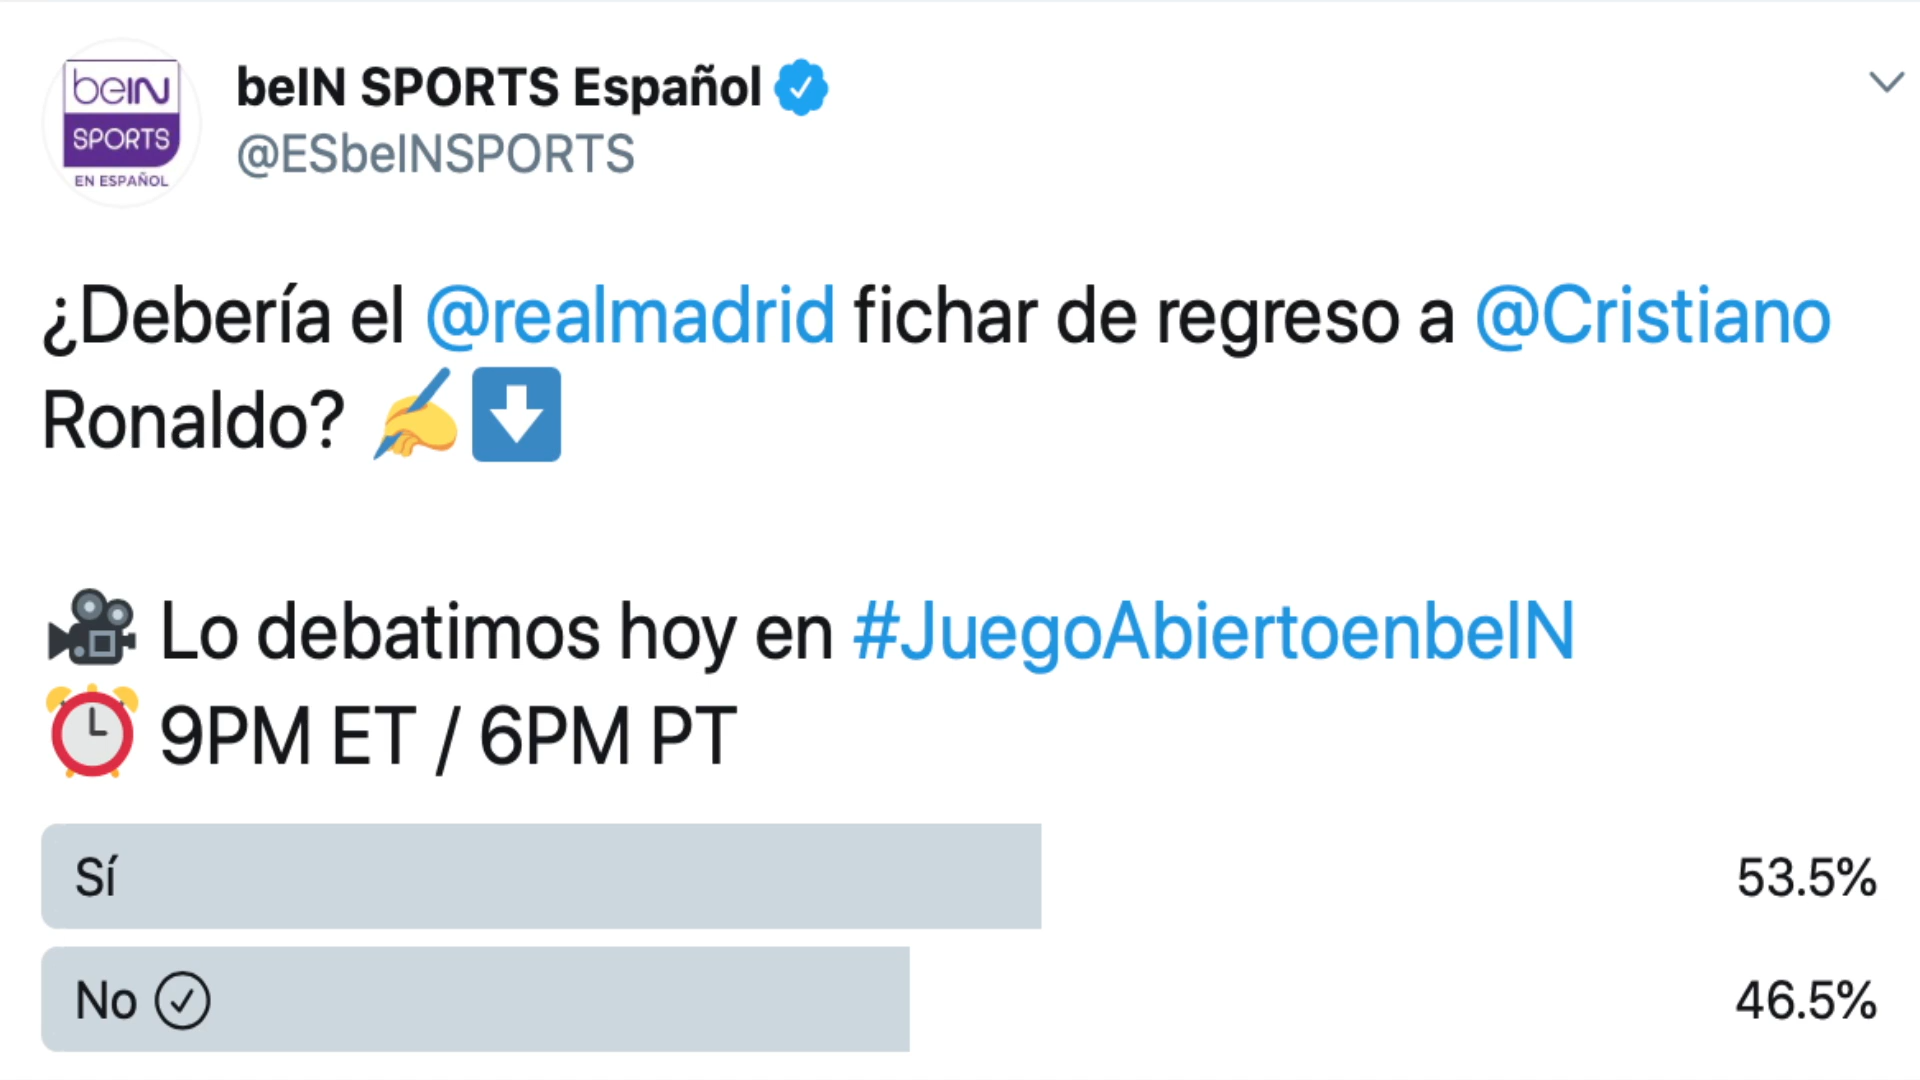 beIN
SPORTS
EN ESPAÑOL
beIN SPORTS Español
@ESbeINSPORTS
¿Debería el @realmadrid fichar de regreso a @Cristiano
Ronaldo? ✍️⬇️
🎥 Lo debatimos hoy en #JuegoAbiertoenbeIN
⏰ 9PM ET / 6PM PT
Sí 53.5%
No 46.5%